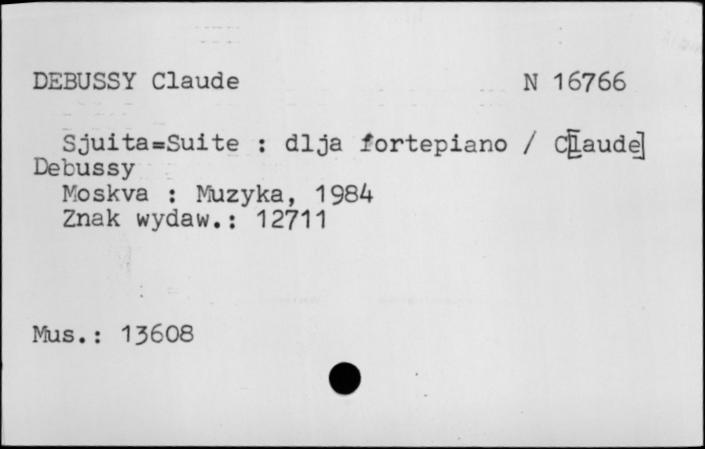 DEBUSSY Claude N 16766
Sjuita=Suite : dlja fortepiano / C[laude]
Debussy
Moskva : Muzyka, 1984
Znak wydaw.: 12711
Mus.: 13608